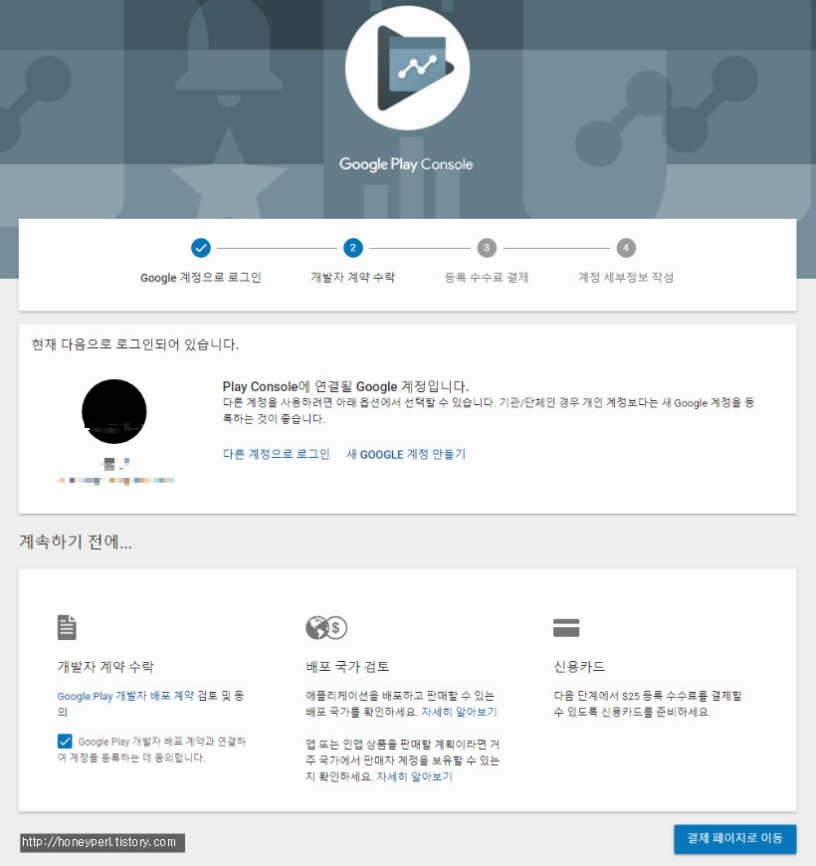 Google Play Console
2
3
4
Google 계정으로 로그인
개발자 계약 수락
등록 수수료 결제
계정 세부정보 작성
현재 다음으로 로그인되어 있습니다.
Play Console에 연결될 Google 계정입니다.
다른 계정을 사용하려면 아래 옵션에서 선택할 수 있습니다. 기관/단체인 경우 개인 계정보다는 새 Google 계정을 등
록하는 것이 좋습니다.
다른 계정으로 로그인
새 GOOGLE 계정 만들기
계속하기 전에...
개발자 계약 수락
Google Play 개발자 배포 계약 검토 및 동
의
Google Play 개발자 배포 계약과 연결하
여 계정을 등록하는 데 동의합니다.
$
배포 국가 검토
애플리케이션을 배포하고 판매할 수 있는
배포 국가를 확인하세요. 자세히 알아보기
앱 또는 인앱 상품을 판매할 계획이라면 거
주 국가에서 판매자 계정을 보유할 수 있는
지 확인하세요. 자세히 알아보기
신용카드
다음 단계에서 $25 등록 수수료를 결제할
수 있도록 신용카드를 준비하세요.
http://honeyperl.tistory.com
결제 페이지로 이동